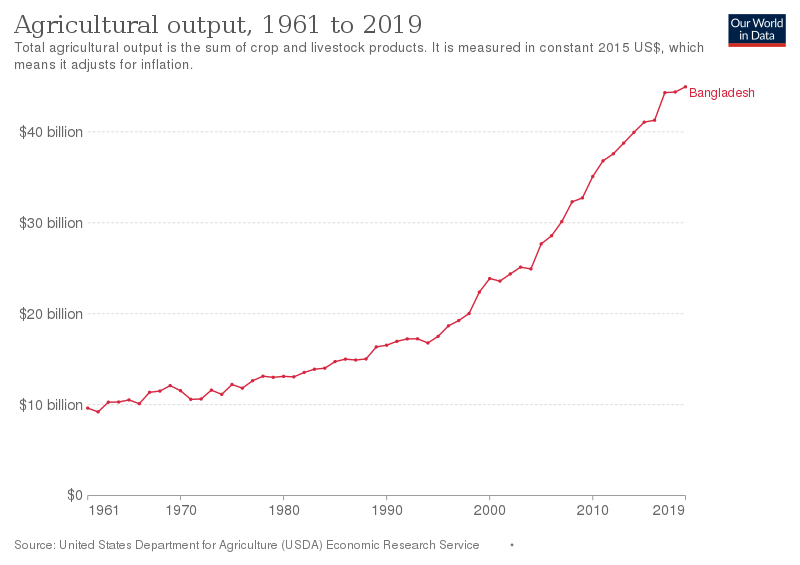 Agricultural output, 1961 to 2019
Total agricultural output is the sum of crop and livestock products. It is measured in constant 2015 US$, which
means it adjusts for inflation.
Our World
in Data
Bangladesh
$40 billion
$30 billion
$20 billion
$10 billion
$0
1961 1970 1980 1990 2000 2010 2019
Source: United States Department for Agriculture (USDA) Economic Research Service •